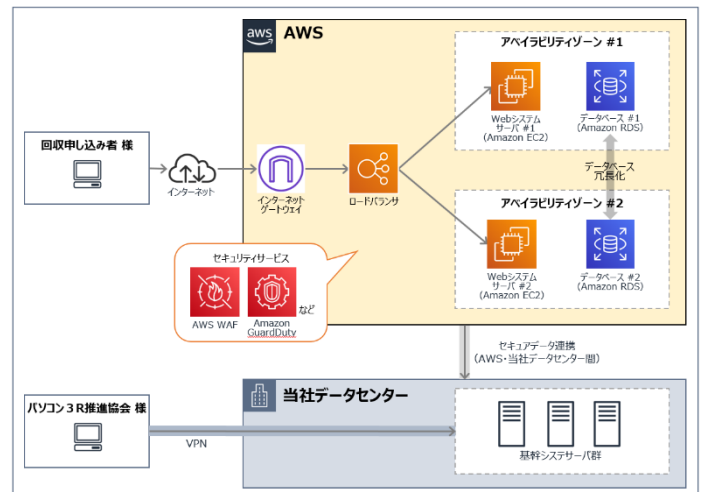 aws AWS
アベイラビリティゾーン #1
Webシステム
サーバ #1
(Amazon EC2)
データベース #1
(Amazon RDS)
回収申し込み者 様
インターネット
インターネット
ゲートウェイ
ロードバランサ
データベース
冗長化
アベイラビリティゾーン #2
Webシステム
サーバ #2
(Amazon EC2)
データベース #2
(Amazon RDS)
セキュリティサービス
AWS WAF
Amazon
GuardDuty
など
セキュアデータ連携
(AWS・当社データセンター間)
パソコン3R推進協会 様
VPN
当社データセンター
基幹システサーバ群